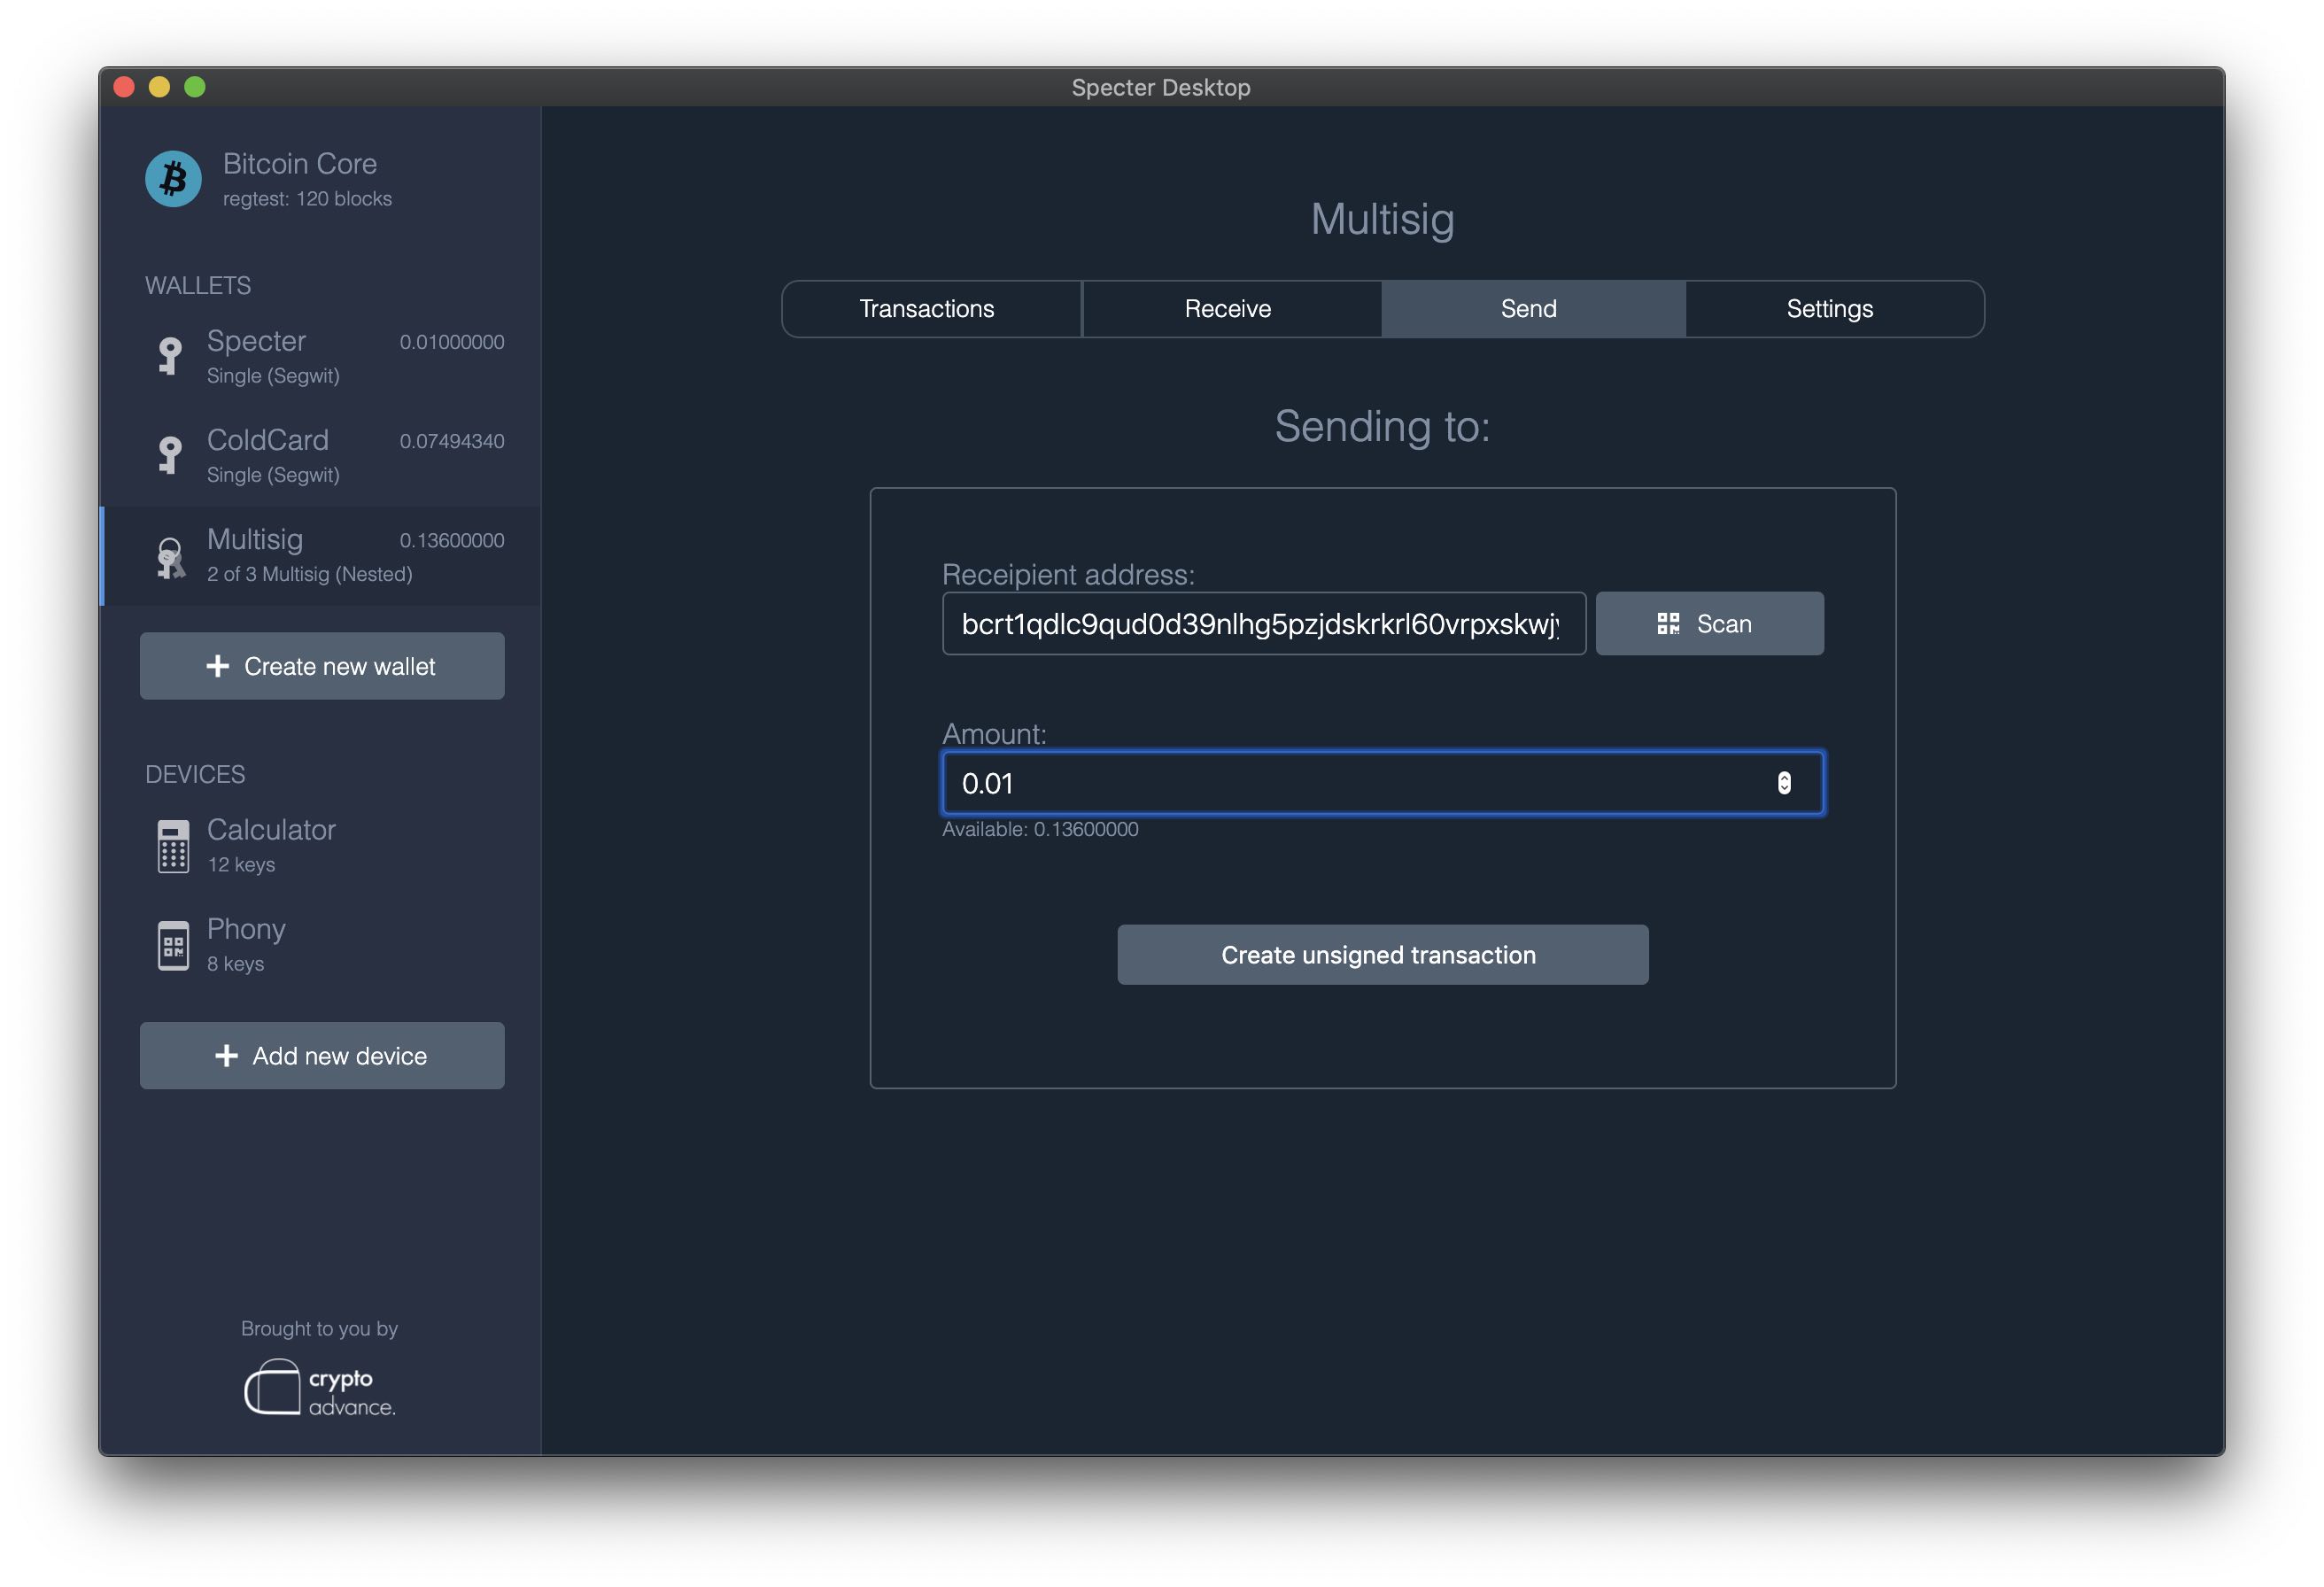 Specter Desktop
Bitcoin Core
regtest: 120 blocks
WALLETS
Specter 0.01000000
Single (Segwit)
ColdCard 0.07494340
Single (Segwit)
Multisig 0.13600000
2 of 3 Multisig (Nested)
Create new wallet
DEVICES
Calculator
12 keys
Phony
8 keys
Add new device
Brought to you by
crypto
advance.
Multisig
Transactions Receive Send Settings
Sending to:
Receipient address:
bcrt1qdlc9qud0d39nlhg5pzjdskrkrl60vrpxskwjy Scan
Amount:
0.01
Available: 0.13600000
Create unsigned transaction